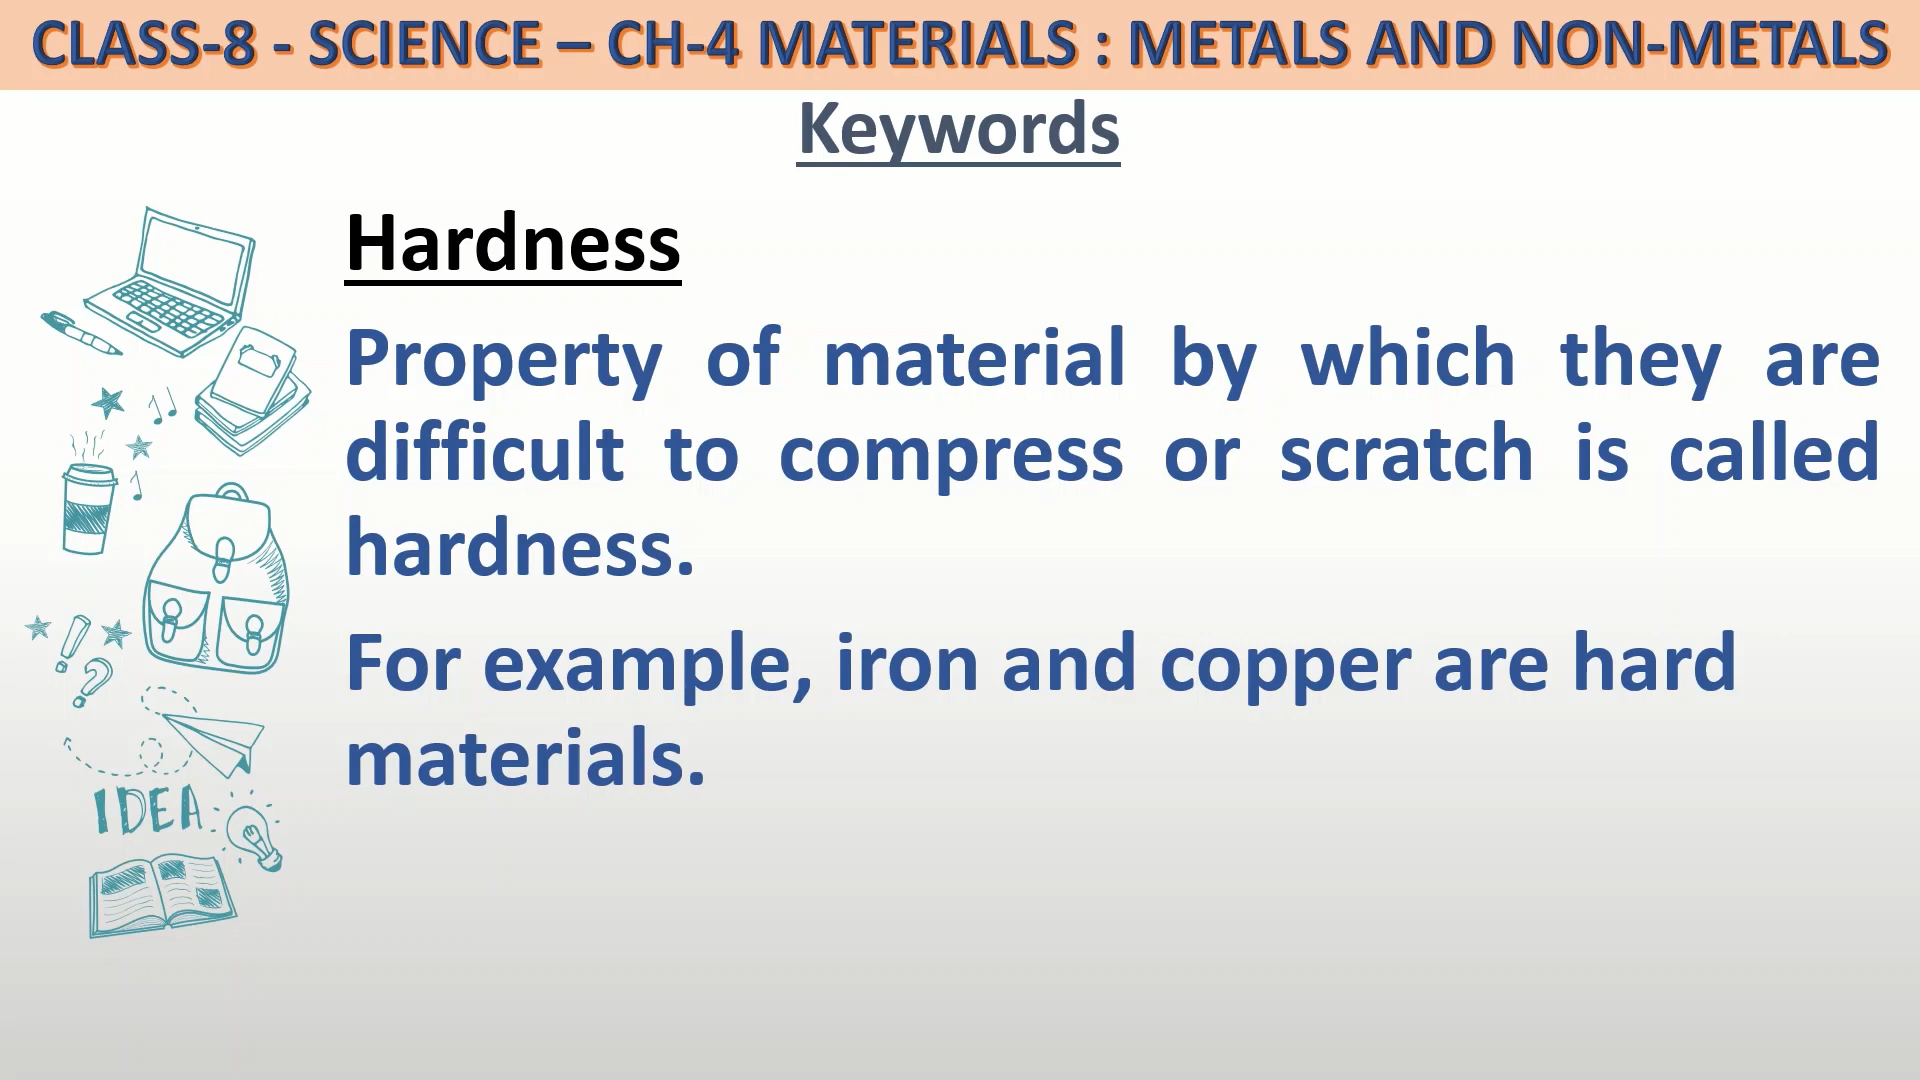 CLASS-8 - SCIENCE – CH-4 MATERIALS : METALS AND NON-METALS
Keywords
Hardness
Property of material by which they are
difficult to compress or scratch is called
hardness.
For example, iron and copper are hard
materials.
IDEA